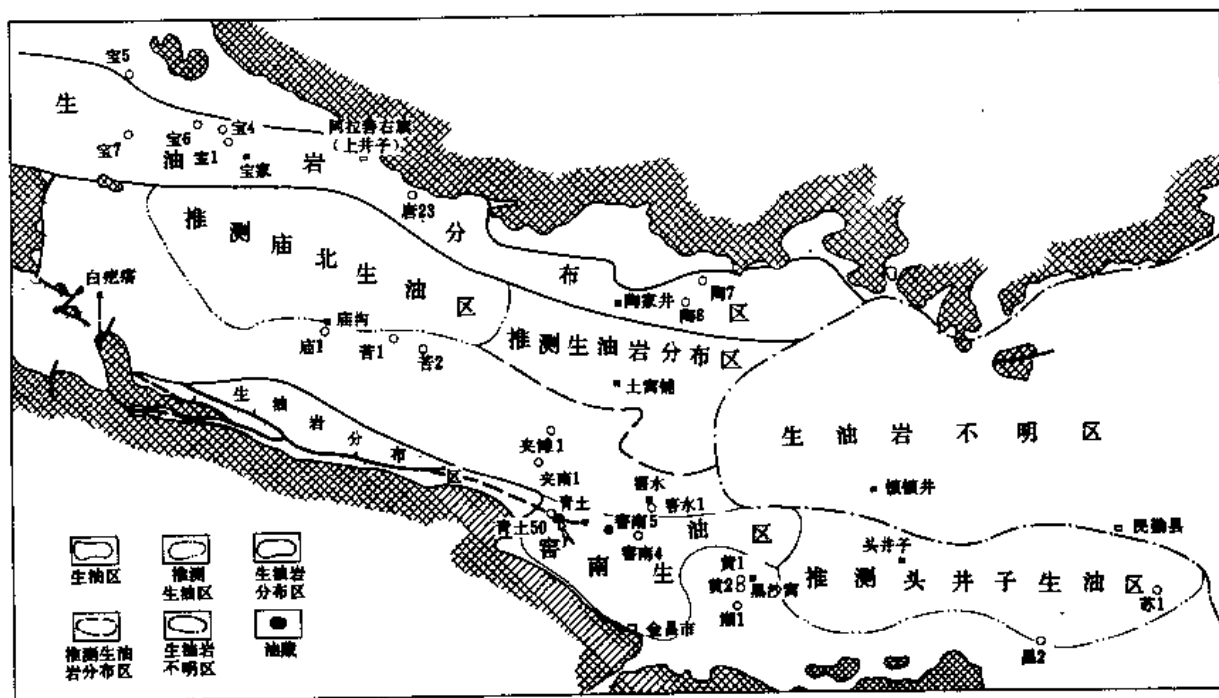 宝5
生油岩分布区
宝6
宝4
宝7
宝1
宝家
阿拉善右旗
(上井子)
唐23
推测庙北生油区
陶家井
陶7
陶8
白疙瘩
庙沟
庙1
苦1
苦2
推测生油岩分布区
土窑铺
生油岩分布区
夹滩1
夹南1
生油岩不明区
镇镇井
窖水
窖水1
青土
青土50
窖南5
窖南4
窖南生油区
民勤县
头井子
推测头井子生油区
黄1
黄2
黑沙窝
潮1
苏1
金昌市
黑2
生油区
推测
生油区
生油岩
分布区
推测生油
岩分布区
生油岩
不明区
油藏